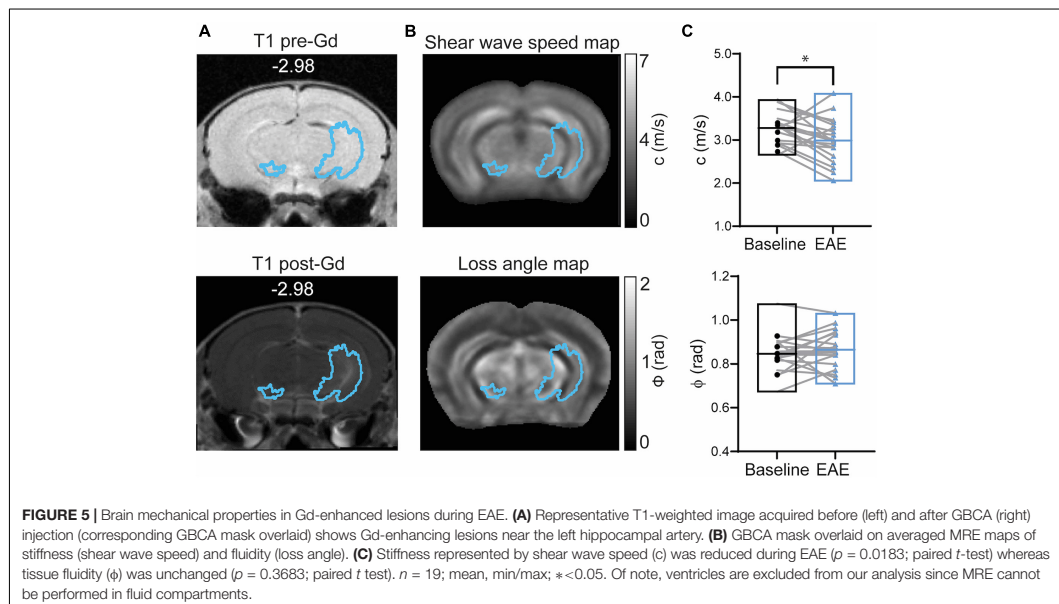 A
T1 pre-Gd
-2.98
B
Shear wave speed map
7
4
0
c (m/s)
C
*
5.0
4.0
3.0
2.0
1.0
c (m/s)
Baseline EAE
T1 post-Gd
-2.98
Loss angle map
2
1
0
Φ (rad)
1.2
1.0
0.8
0.6
0.4
ϕ (rad)
Baseline EAE
FIGURE 5 | Brain mechanical properties in Gd-enhanced lesions during EAE. (A) Representative T1-weighted image acquired before (left) and after GBCA (right)
injection (corresponding GBCA mask overlaid) shows Gd-enhancing lesions near the left hippocampal artery. (B) GBCA mask overlaid on averaged MRE maps of
stiffness (shear wave speed) and fluidity (loss angle). (C) Stiffness represented by shear wave speed (c) was reduced during EAE (p = 0.0183; paired t-test) whereas
tissue fluidity (ϕ) was unchanged (p = 0.3683; paired t test). n = 19; mean, min/max; *<0.05. Of note, ventricles are excluded from our analysis since MRE cannot
be performed in fluid compartments.